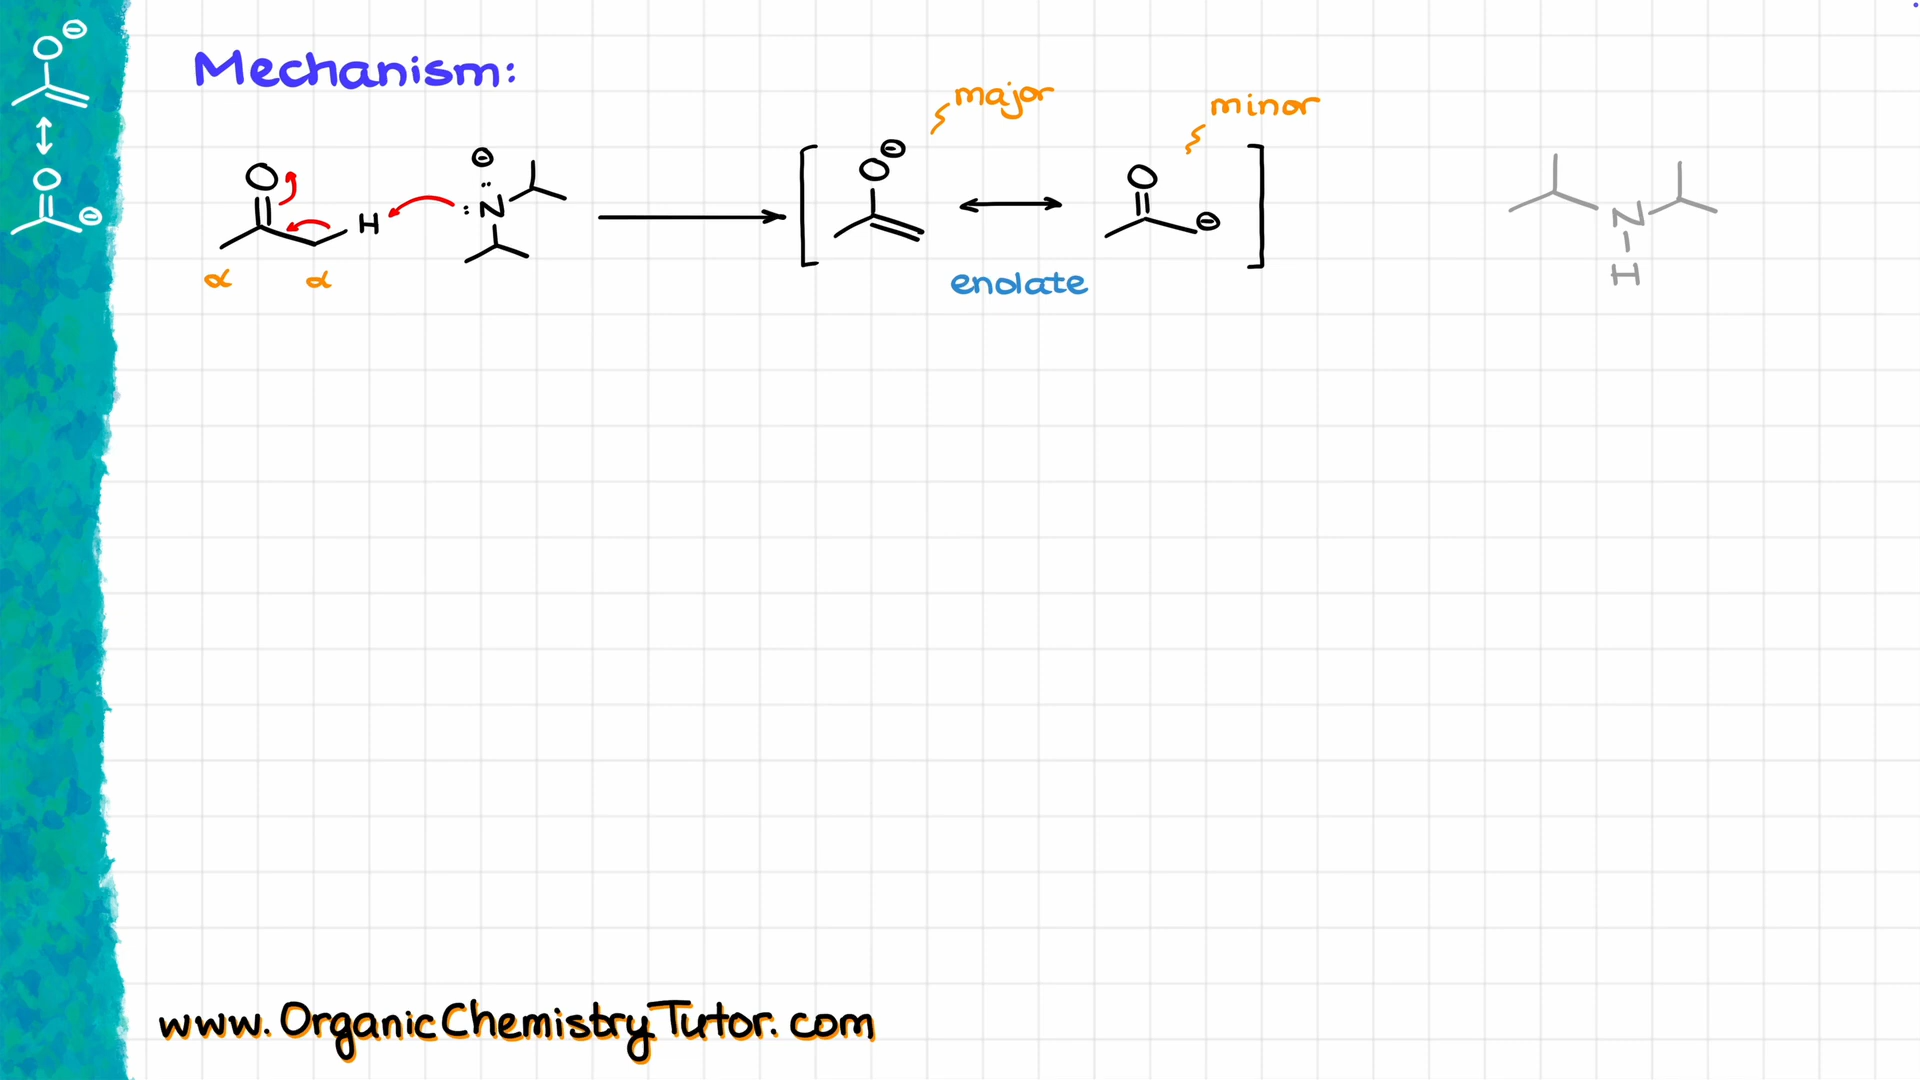 Mechanism:
major
minor
O ⊖
O
O
⊖
O H :N̈ ⊖
O ⊖
O ⊖
N
H
α α
enolate
www.OrganicChemistryTutor.com